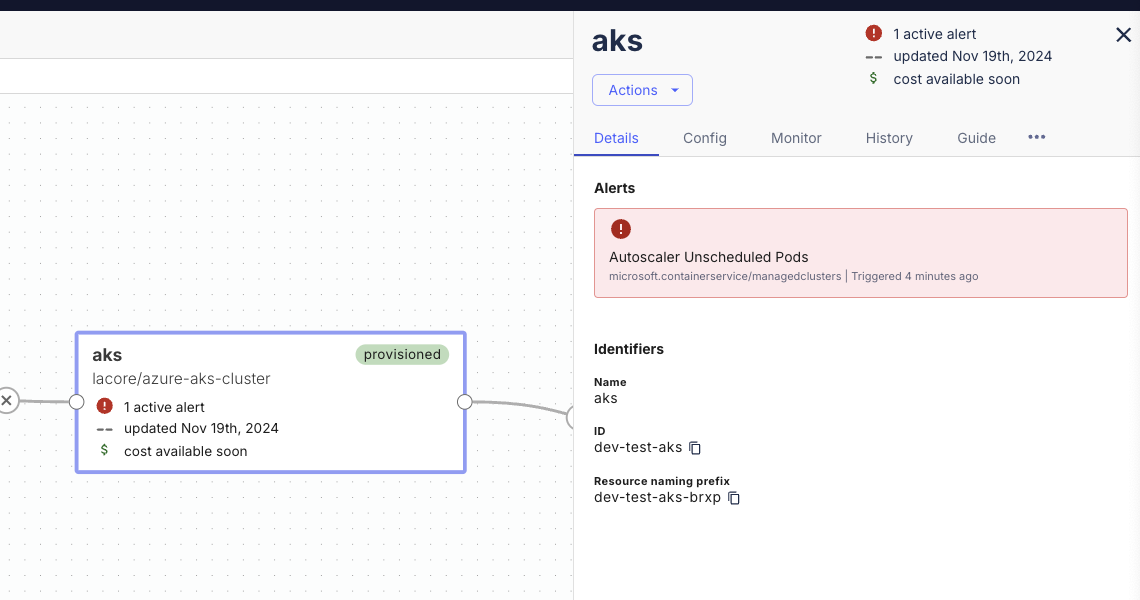 aks
provisioned
lacore/azure-aks-cluster
1 active alert
-- updated Nov 19th, 2024
$ cost available soon
aks
1 active alert
-- updated Nov 19th, 2024
$ cost available soon
Actions
Details Config Monitor History Guide •••
Alerts
Autoscaler Unscheduled Pods
microsoft.containerservice/managedclusters | Triggered 4 minutes ago
Identifiers
Name
aks
ID
dev-test-aks
Resource naming prefix
dev-test-aks-brxp